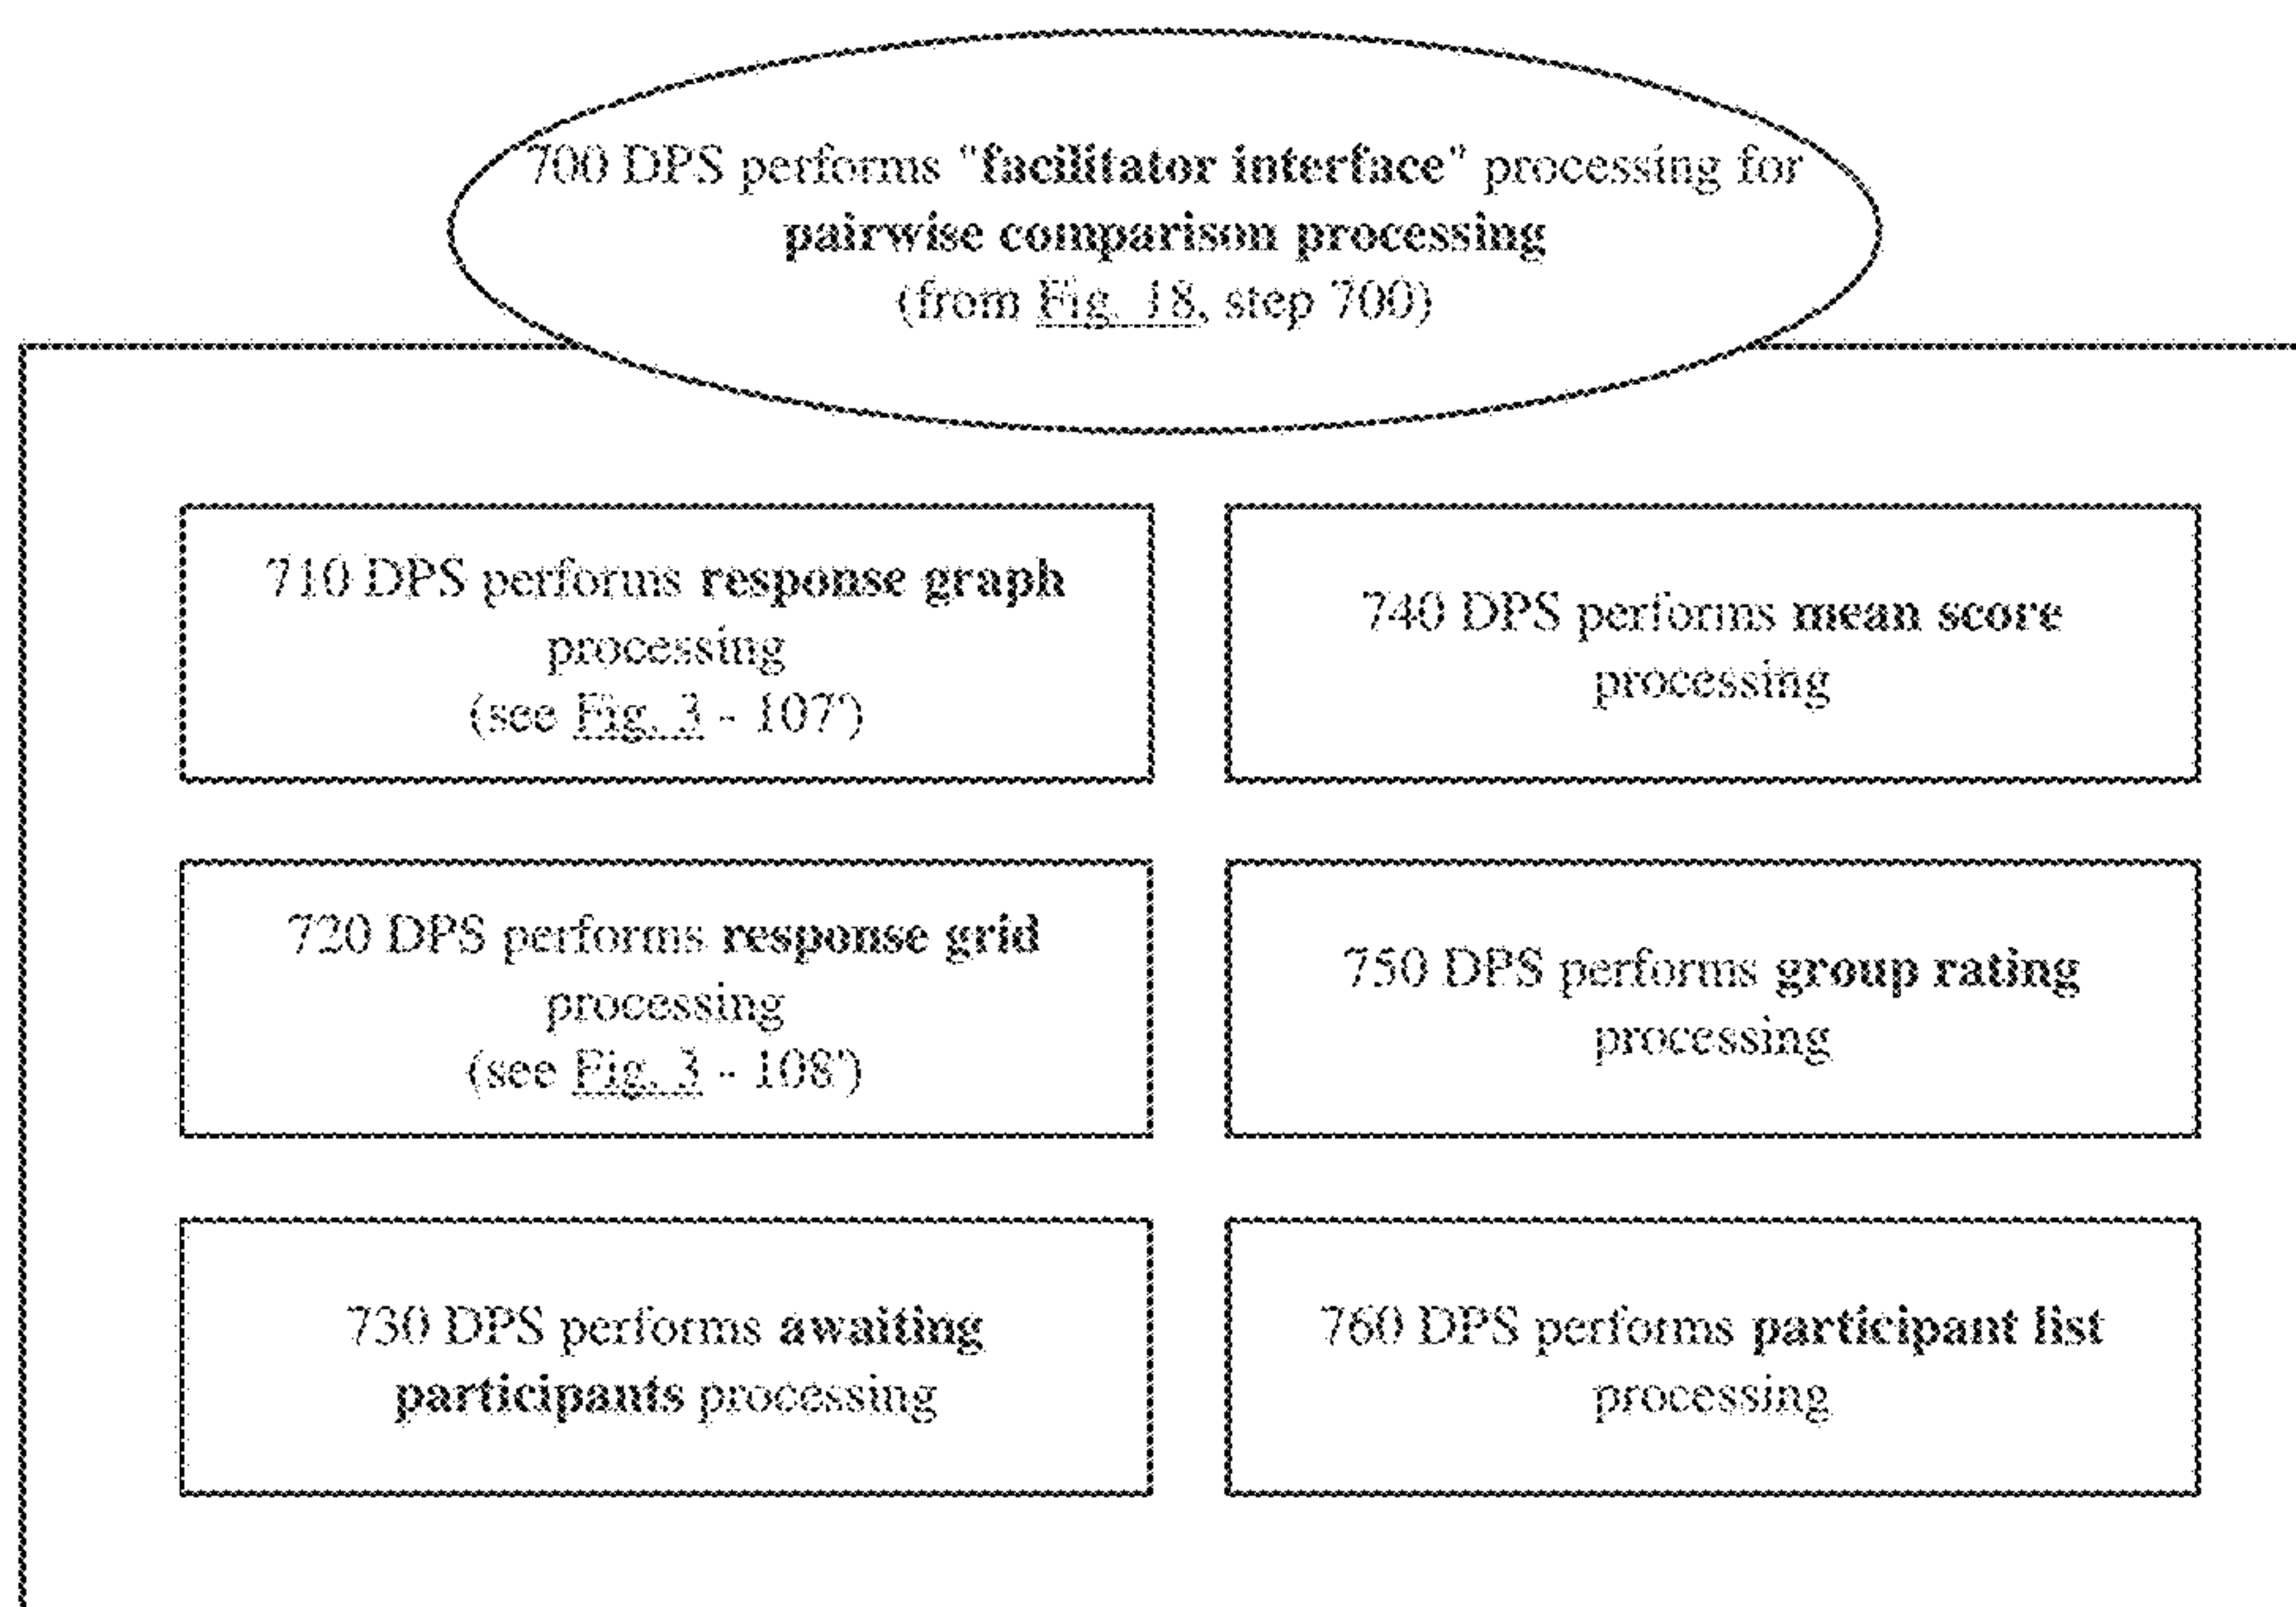 700 DPS performs "facilitator interface" processing for
pairwise comparison processing
(from Fig. 18, step 700)
710 DPS performs response graph
processing
(see Fig. 3 - 107')
740 DPS performs mean score
processing
720 DPS performs response grid
processing
(see Fig. 3 - 108')
750 DPS performs group rating
processing
730 DPS performs awaiting
participants processing
760 DPS performs participant list
processing